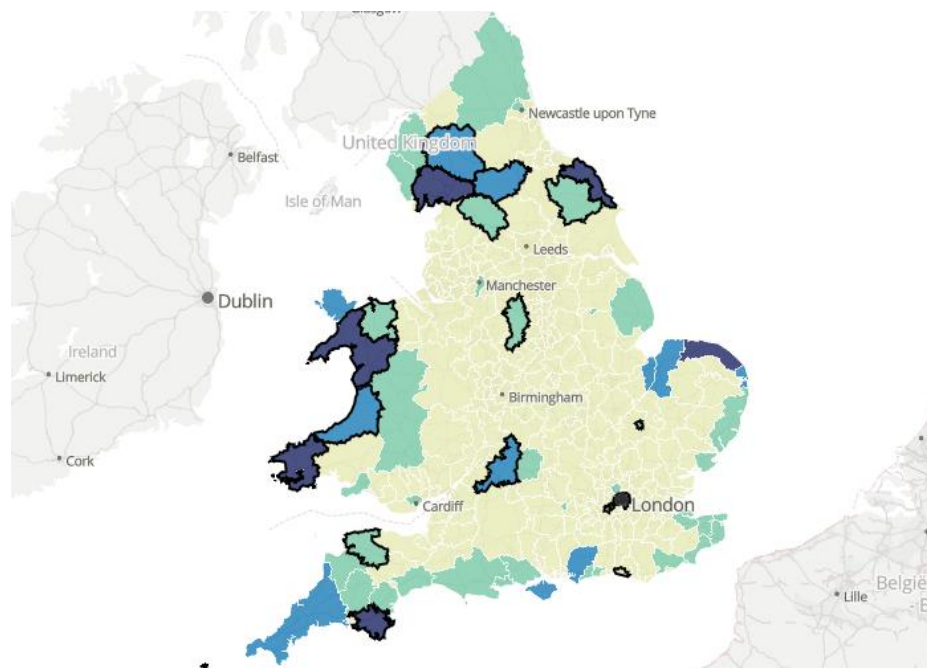 Newcastle upon Tyne
United Kingdom
Belfast
Isle of Man
Leeds
Manchester
Dublin
Ireland
Limerick
Birmingham
Cork
Cardiff
London
Lille